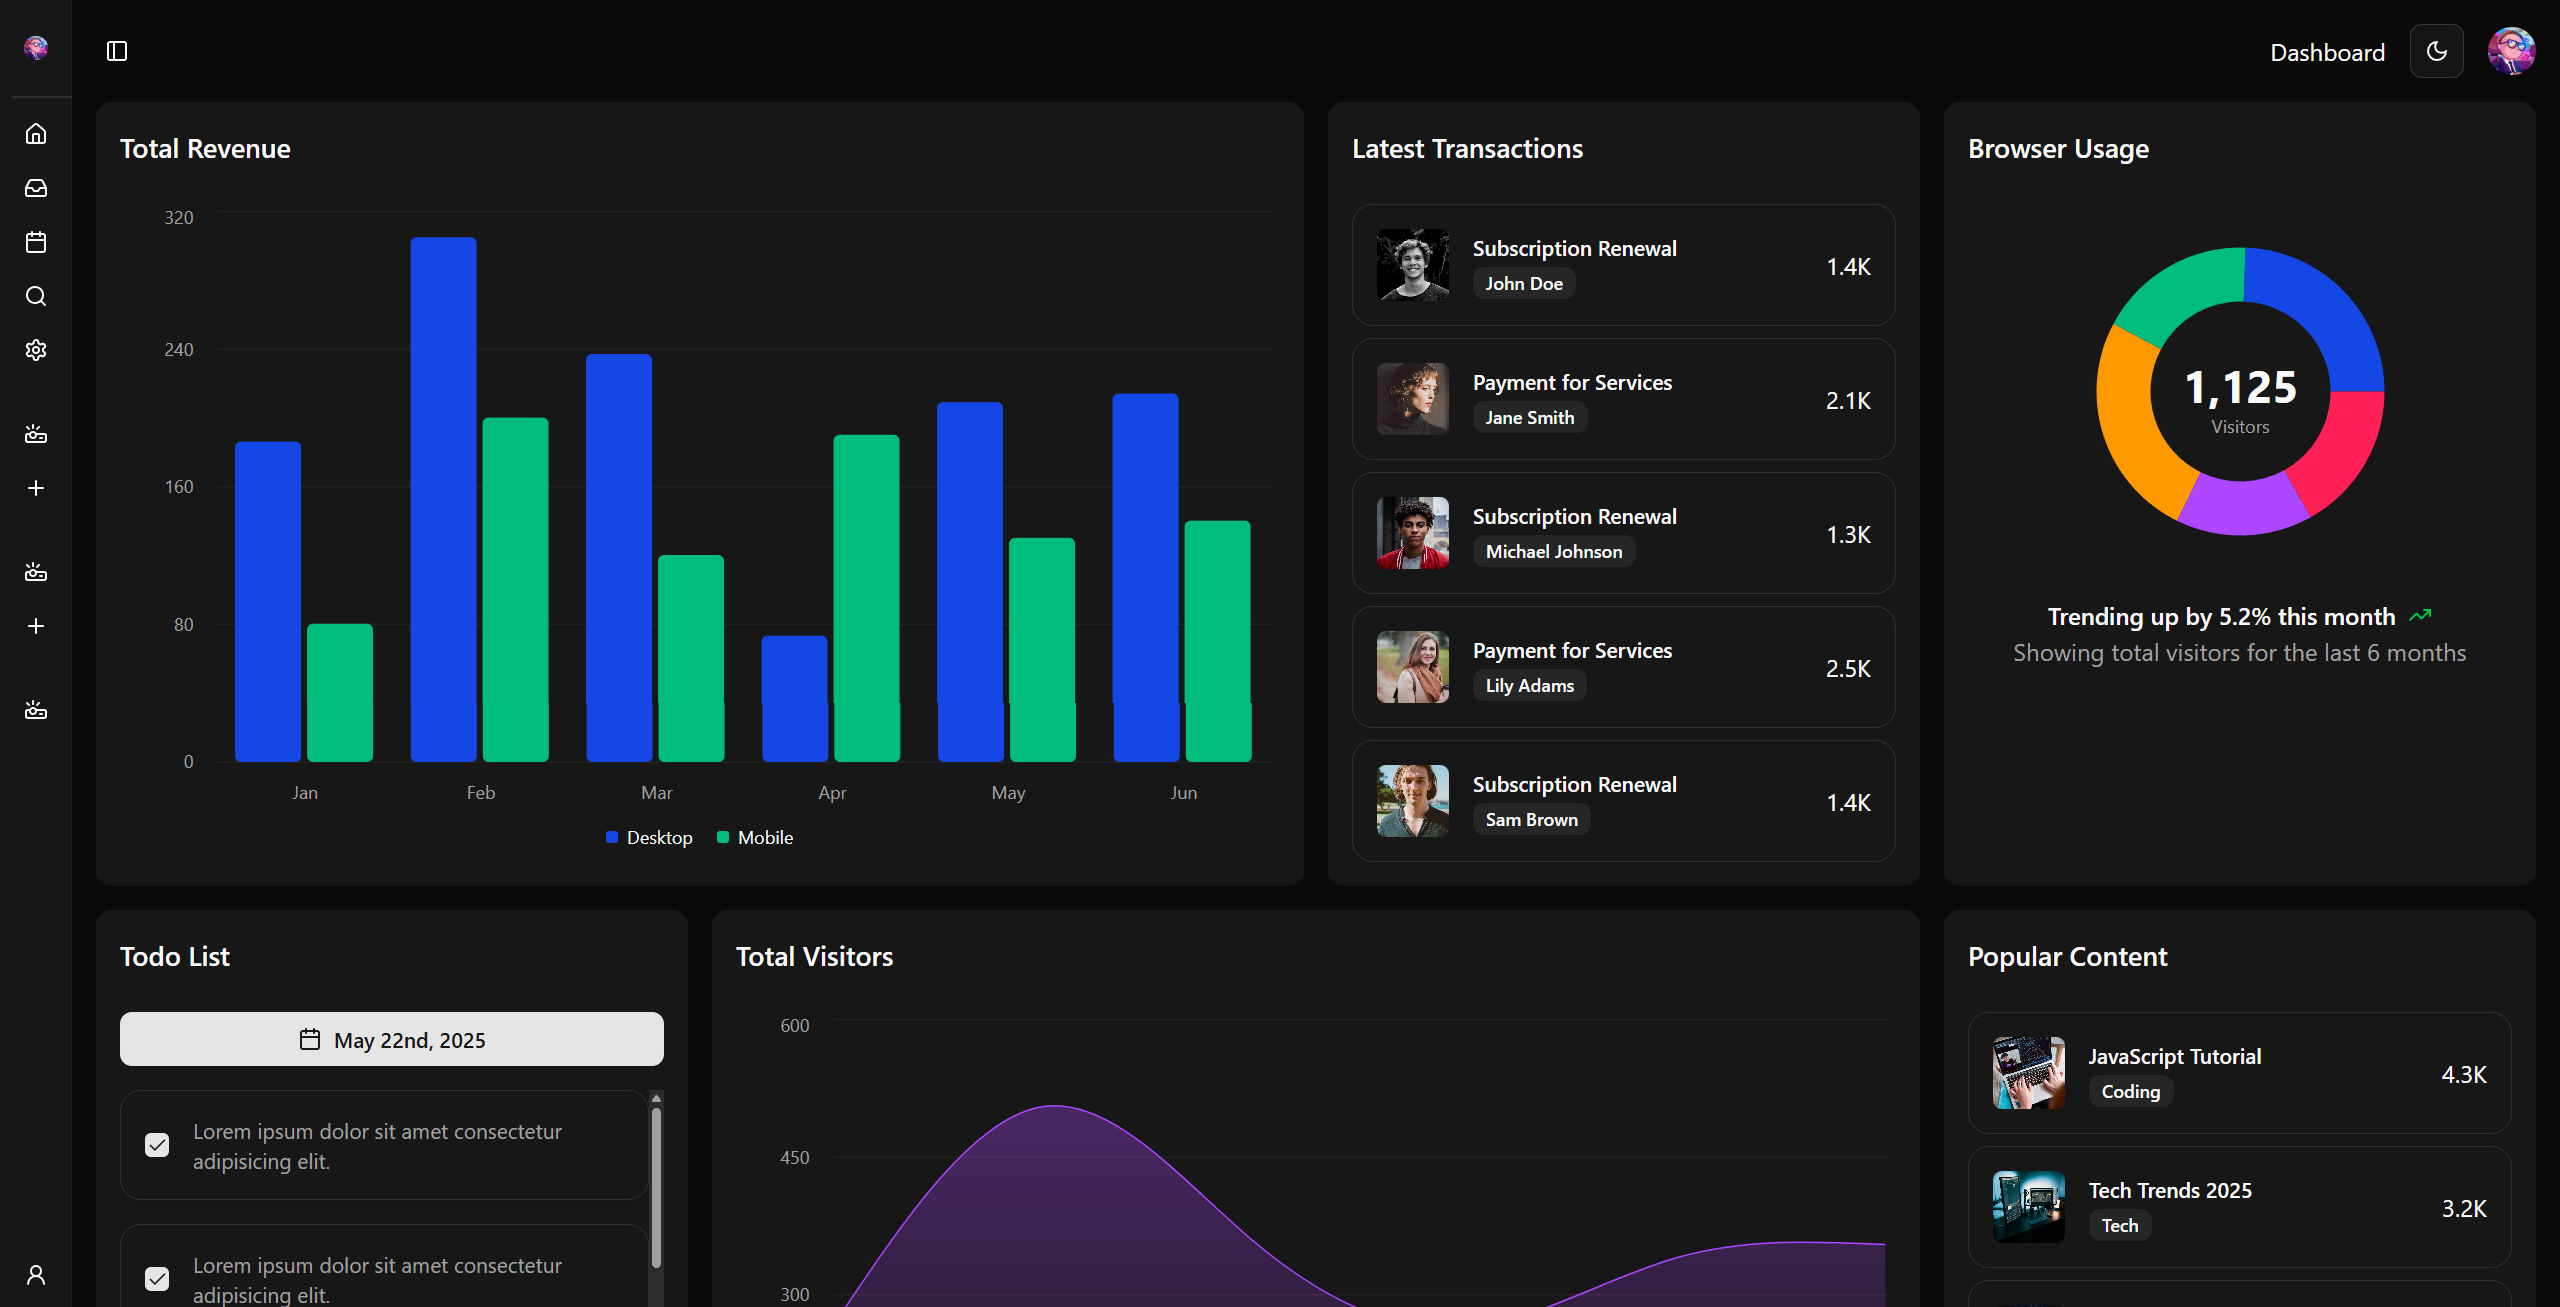 Dashboard
Total Revenue
320
240
160
80
0
Jan
Feb
Mar
Apr
May
Jun
Desktop
Mobile
Latest Transactions
Subscription Renewal
John Doe
1.4K
Payment for Services
Jane Smith
2.1K
Subscription Renewal
Michael Johnson
1.3K
Payment for Services
Lily Adams
2.5K
Subscription Renewal
Sam Brown
1.4K
Browser Usage
1,125
Visitors
Trending up by 5.2% this month
Showing total visitors for the last 6 months
Todo List
May 22nd, 2025
Lorem ipsum dolor sit amet consectetur
adipisicing elit.
Lorem ipsum dolor sit amet consectetur
adipisicing elit.
Total Visitors
600
450
300
Popular Content
JavaScript Tutorial
Coding
4.3K
Tech Trends 2025
Tech
3.2K